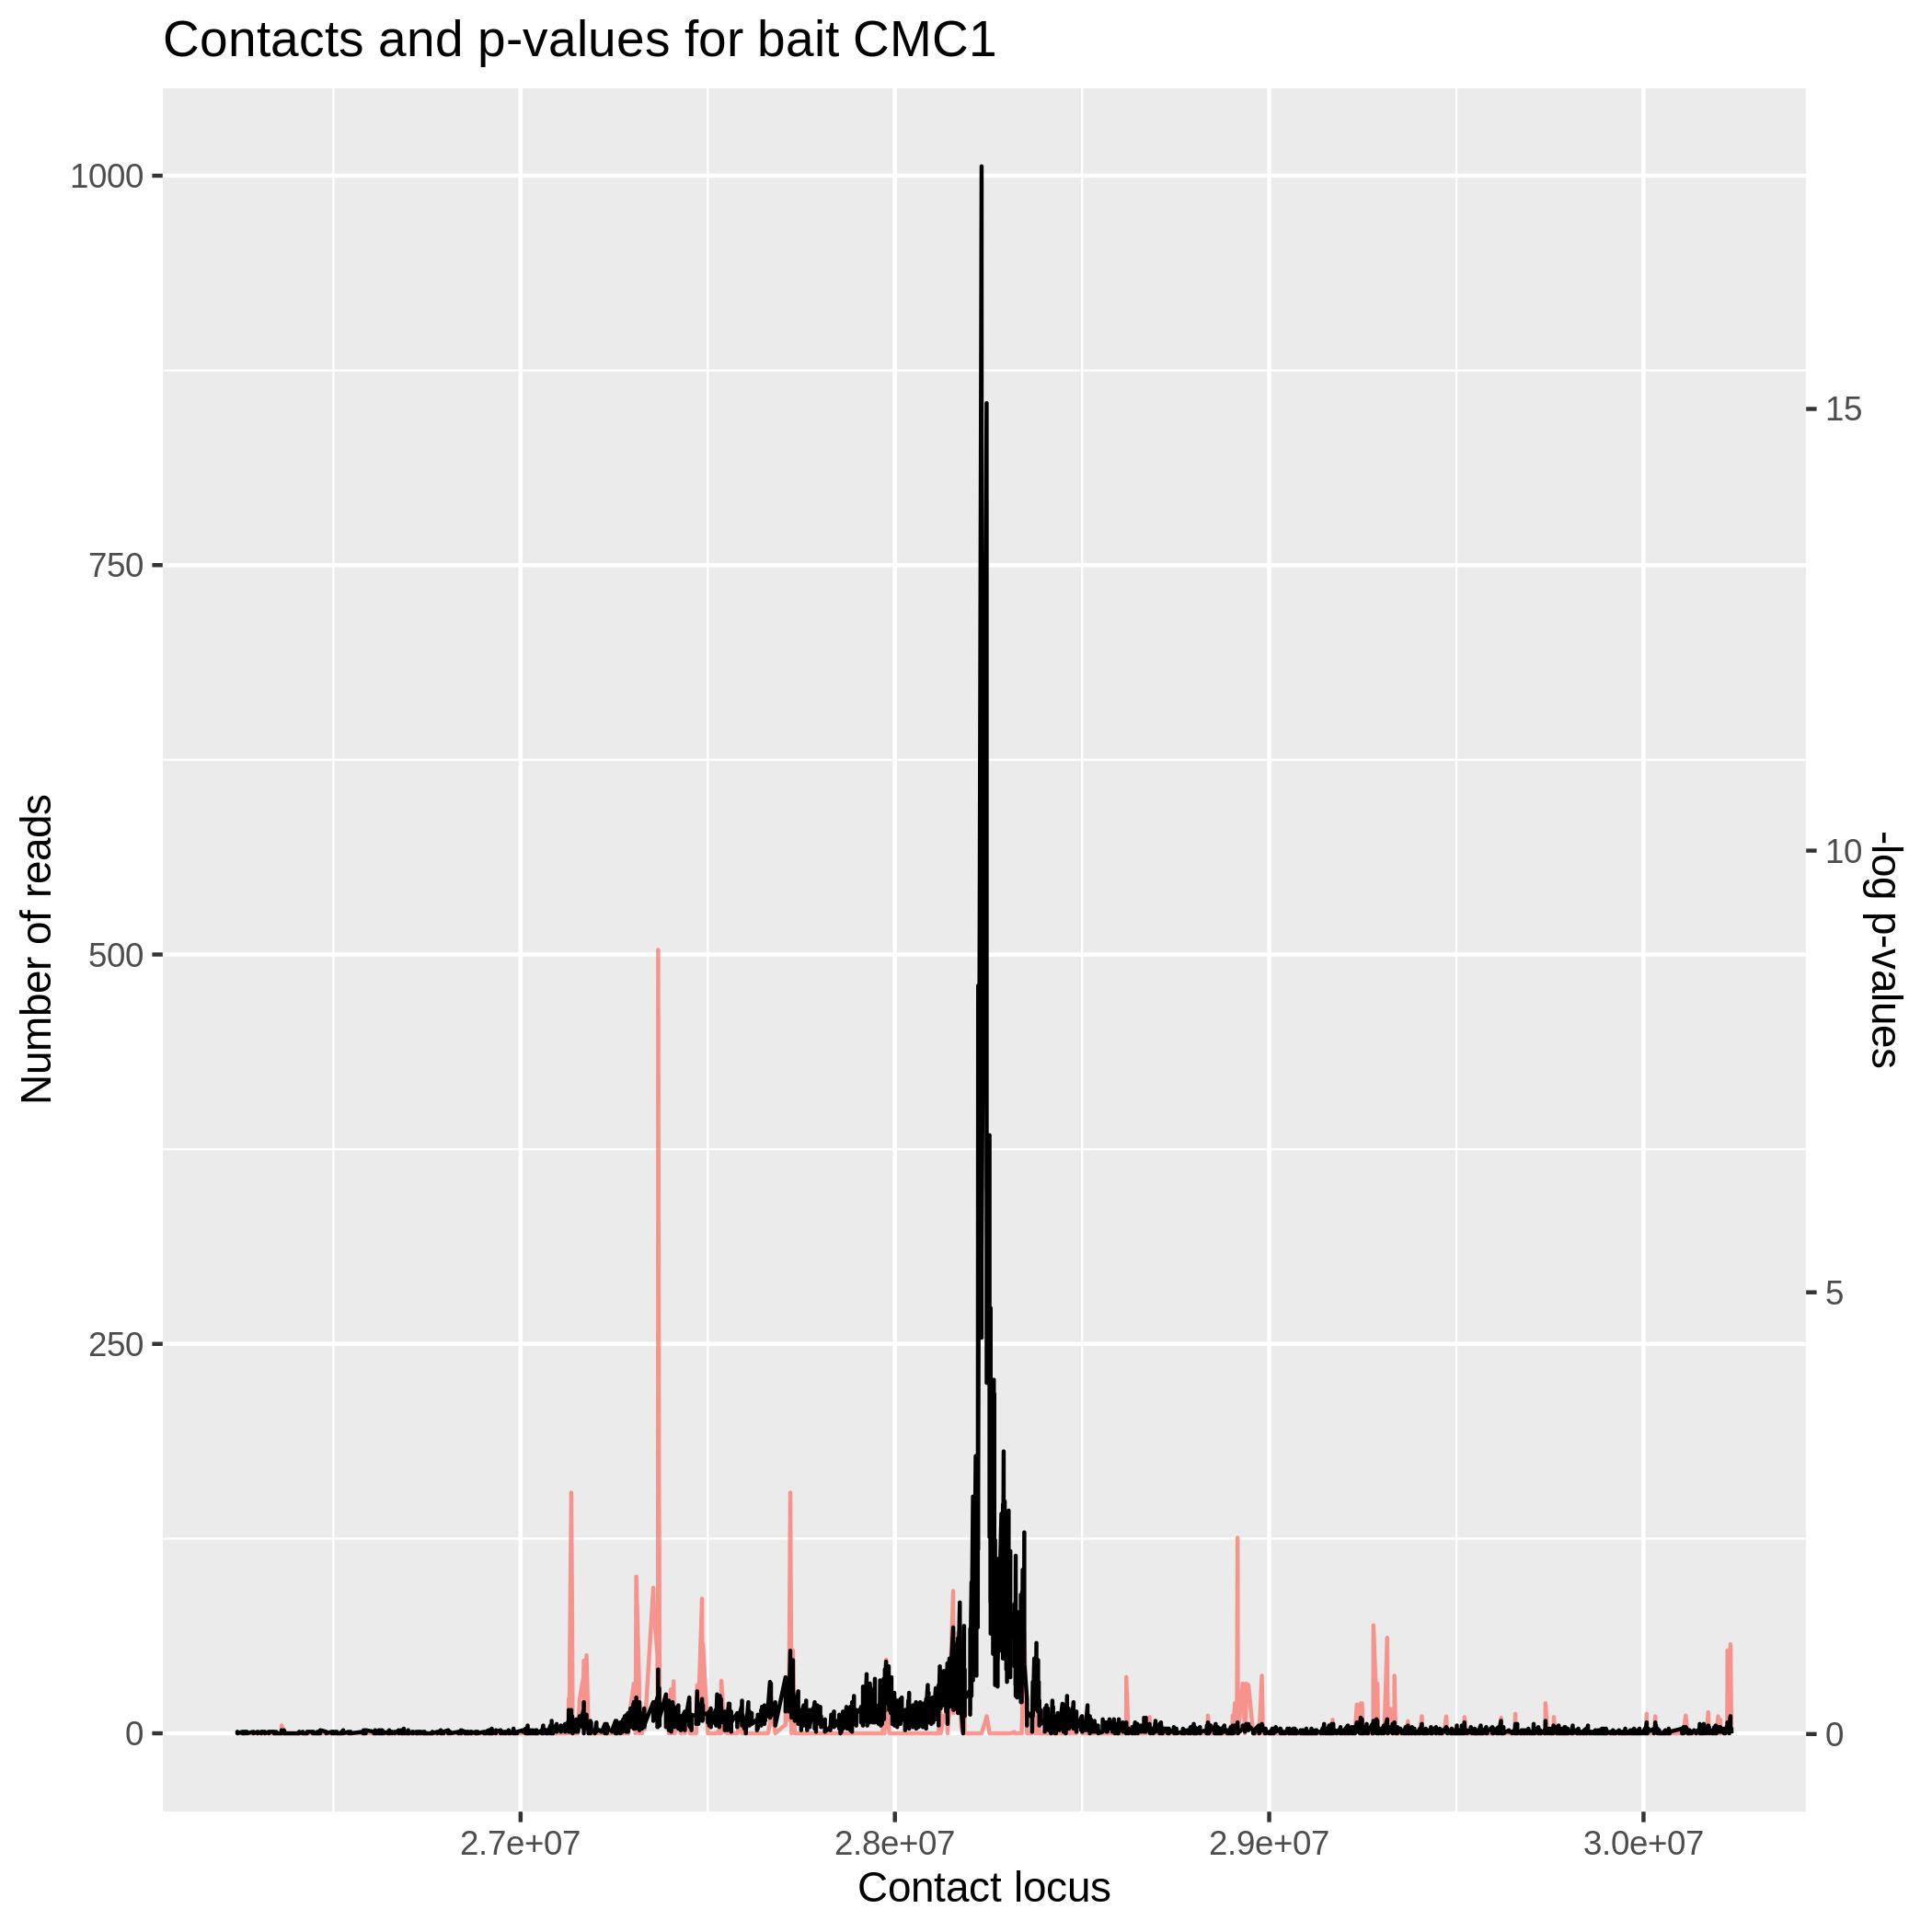 Contacts and p-values for bait CMC1
1000
750
500
250
0
Number of reads
15
10
5
0
-log p-values
2.7e+07
2.8e+07
2.9e+07
3.0e+07
Contact locus